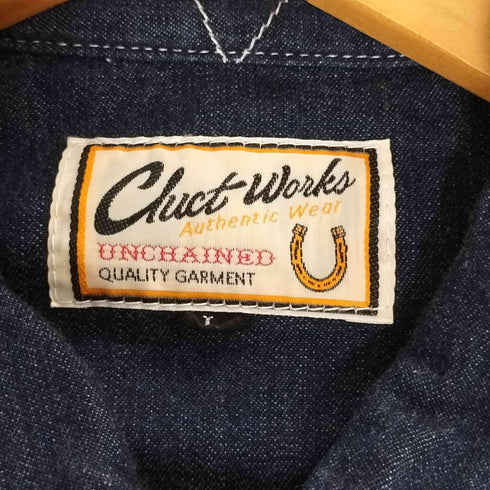 Cluct Works
Authentic Wear
UNCHAINED
QUALITY GARMENT